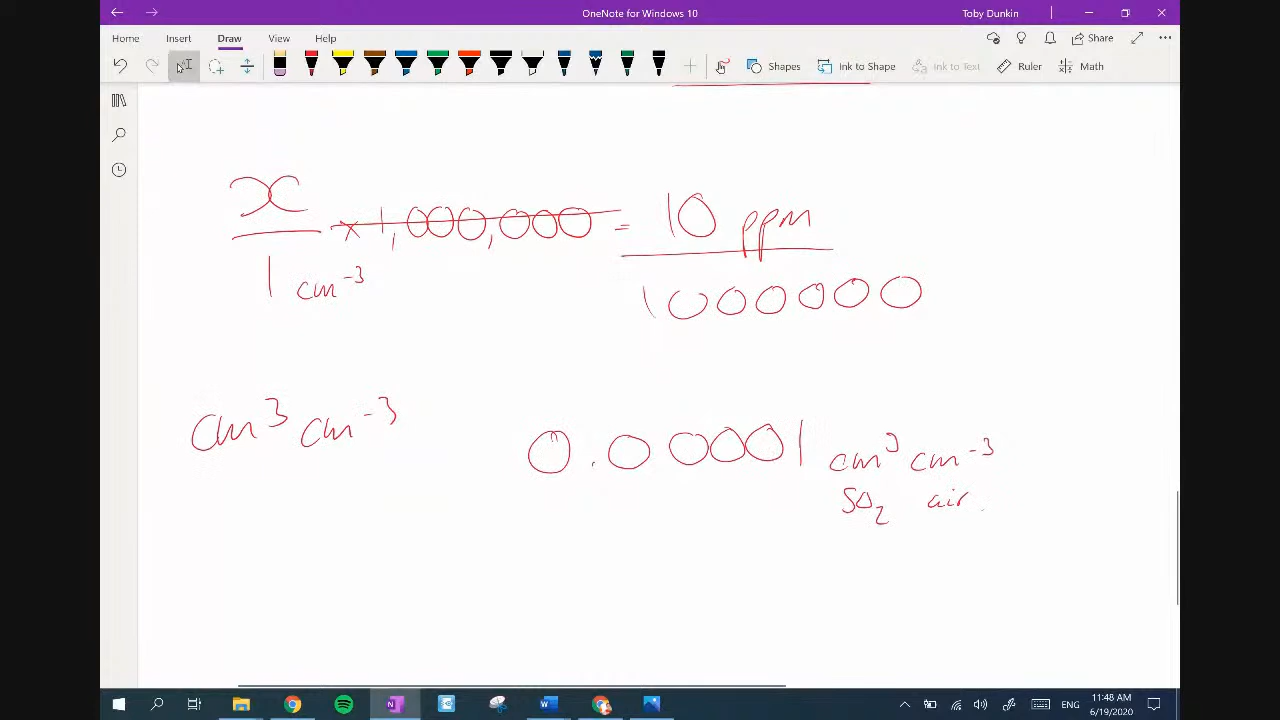 OneNote for Windows 10
Toby Dunkin
Home Insert Draw View Help
Share
Shapes Ink to Shape Ink to Text Ruler Math
x × 1,000,000 = 10 ppm
1 cm⁻³ 1000000
cm³ cm⁻³
0.00001 cm³ cm⁻³
SO₂ air
ENG
11:48 AM
6/19/2020